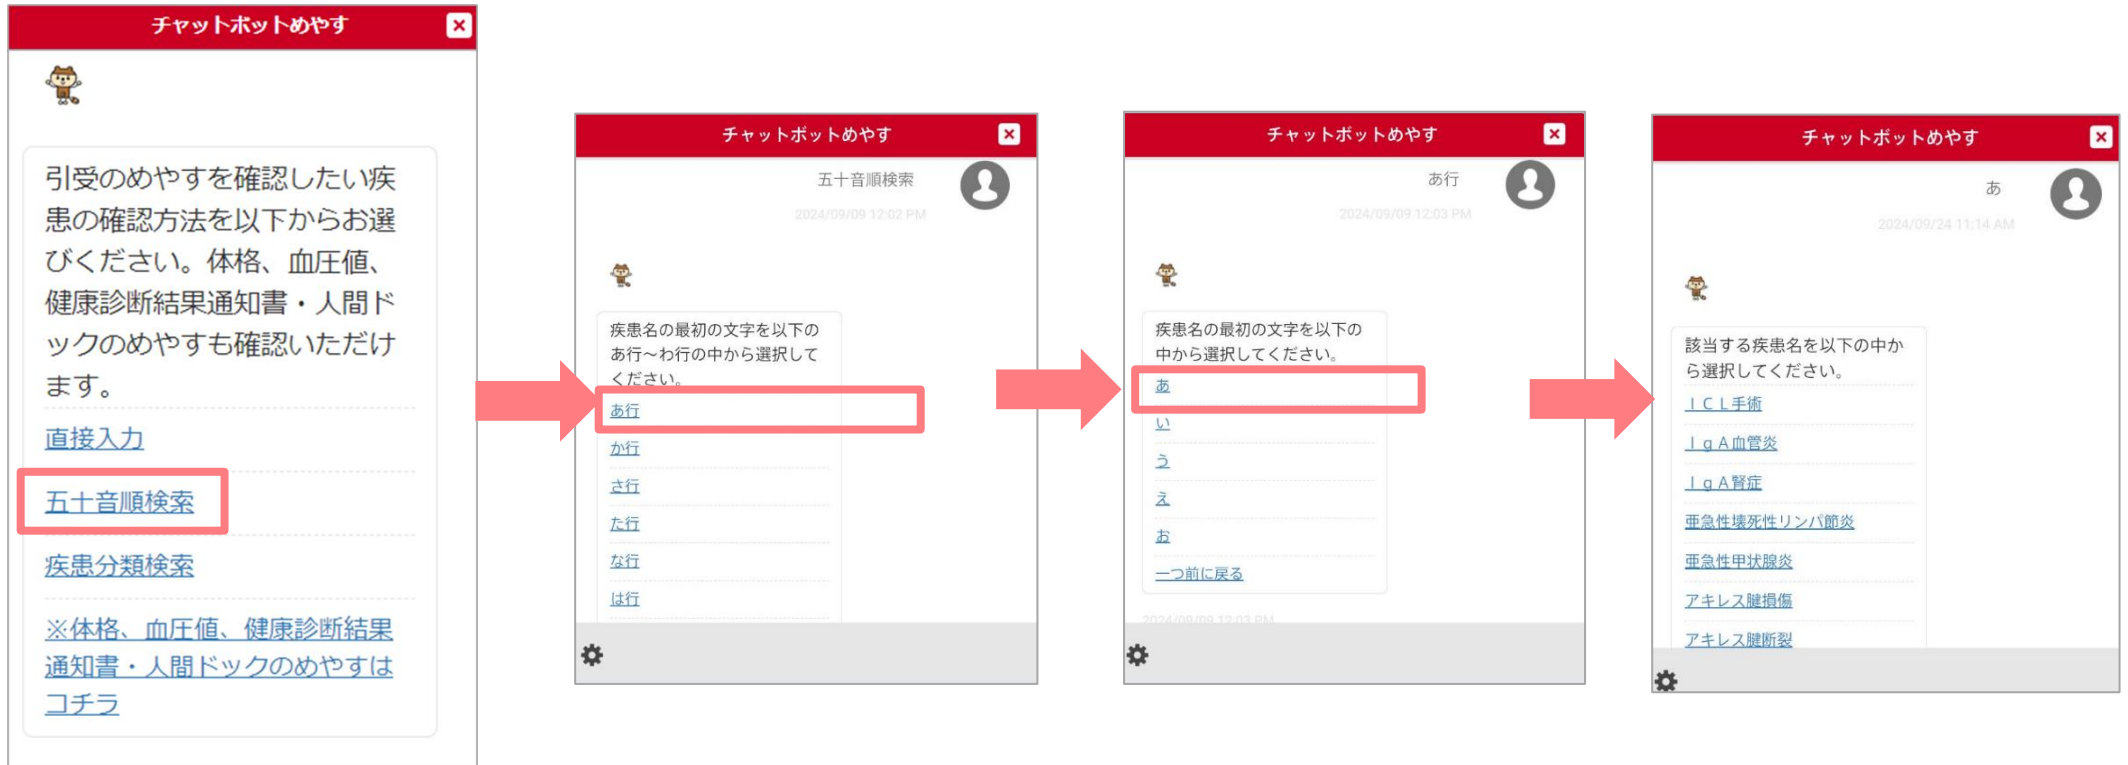 チャットボットめやす
引受のめやすを確認したい疾
患の確認方法を以下からお選
びください。体格、血圧値、
健康診断結果通知書・人間ド
ックのめやすも確認いただけ
ます。
直接入力
五十音順検索
疾患分類検索
※体格、血圧値、健康診断結果
通知書・人間ドックのめやすは
コチラ
チャットボットめやす
五十音順検索
2024/09/09 12:02 PM
疾患名の最初の文字を以下の
あ行～わ行の中から選択して
ください。
あ行
か行
さ行
た行
な行
は行
チャットボットめやす
あ行
2024/09/09 12:03 PM
疾患名の最初の文字を以下の
中から選択してください。
あ
い
う
え
お
一つ前に戻る
2024/09/09 12:03 PM
チャットボットめやす
あ
2024/09/24 11:14 AM
該当する疾患名を以下の中か
ら選択してください。
ＩＣＬ手術
ＩｇＡ血管炎
ＩｇＡ腎症
亜急性壊死性リンパ節炎
亜急性甲状腺炎
アキレス腱損傷
アキレス腱断裂